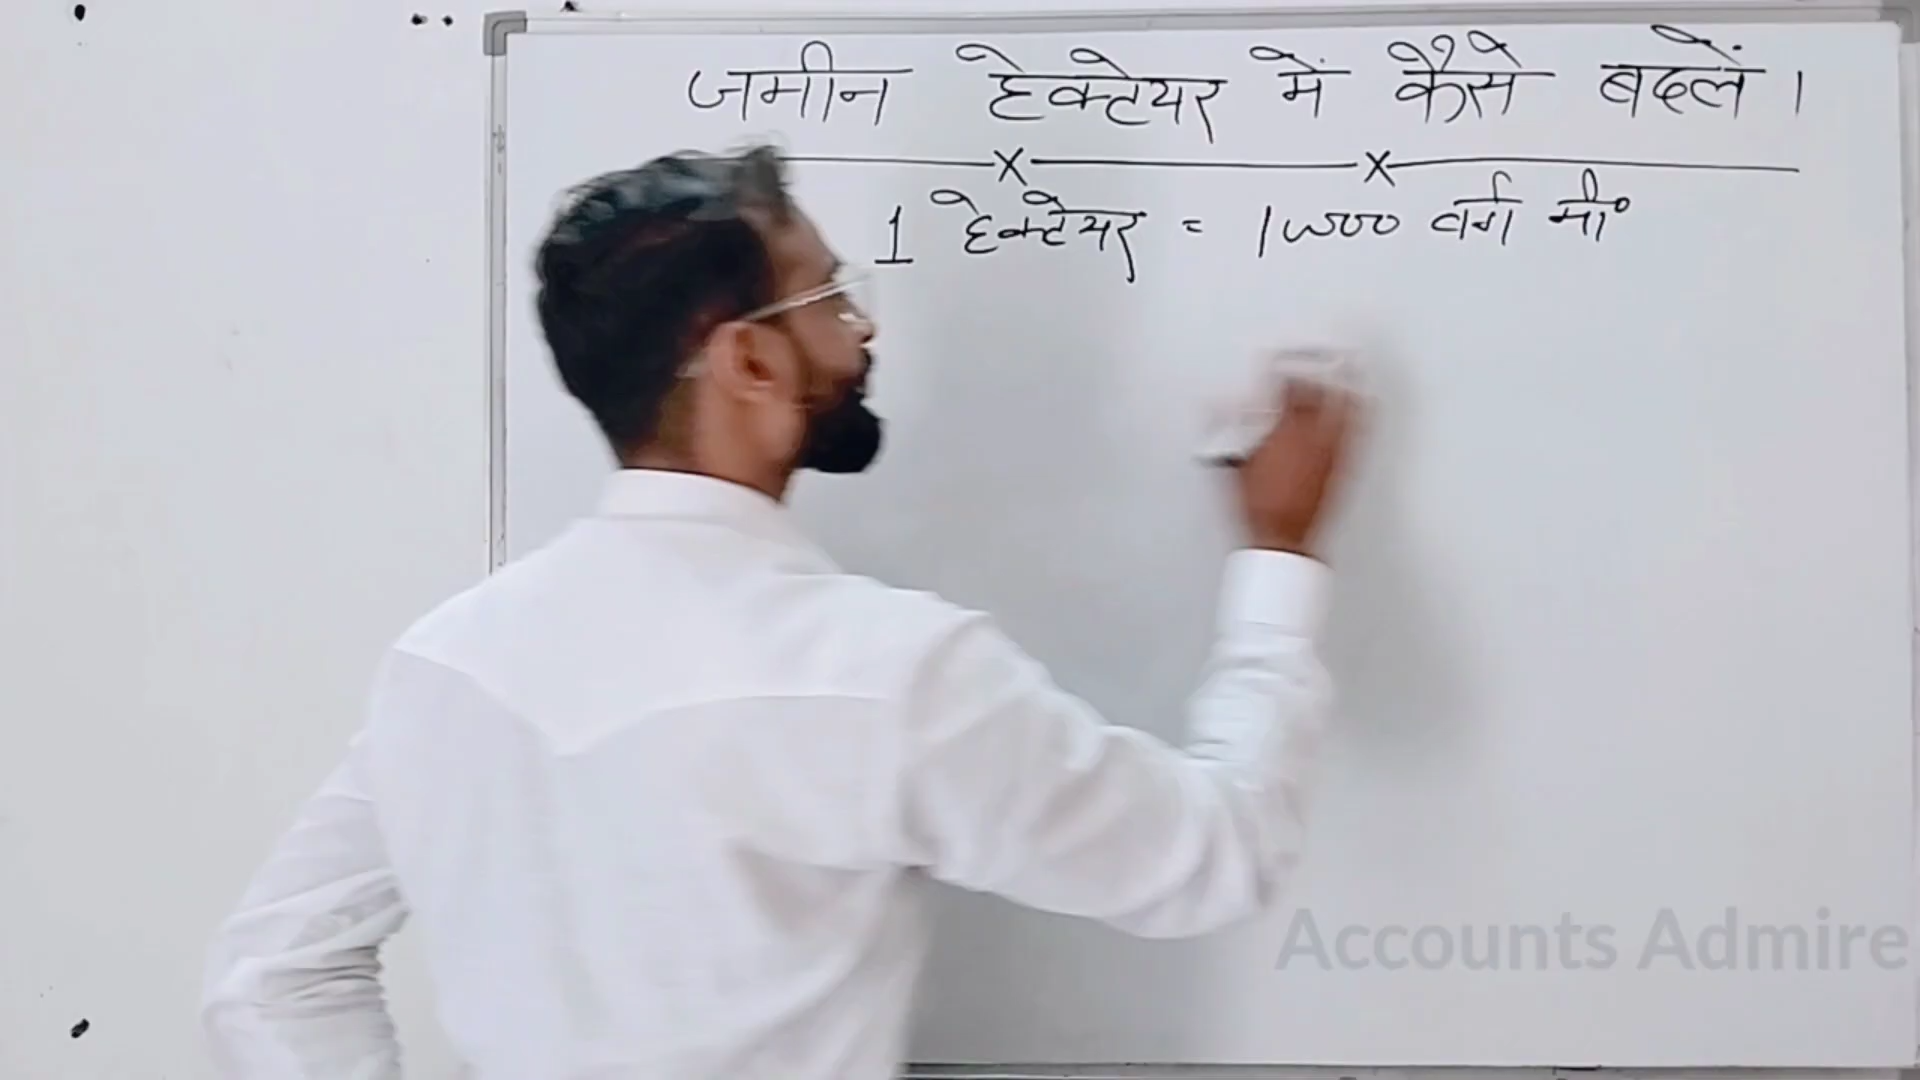 जमीन हेक्टेयर में कैसे बदलें।
1 हेक्टेयर = 10000 वर्ग मी०
Accounts Admire